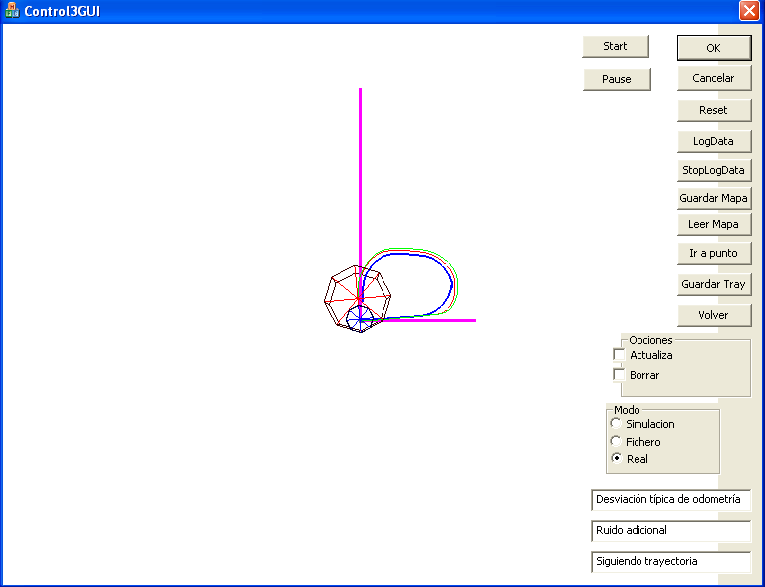 Control3GUI
Start
OK
Pause
Cancelar
Reset
LogData
StopLogData
Guardar Mapa
Leer Mapa
Ir a punto
Guardar Tray
Volver
Opciones
Actualiza
Borrar
Modo
Simulacion
Fichero
Real
Desviación típica de odometría
Ruido adicional
Siguiendo trayectoria